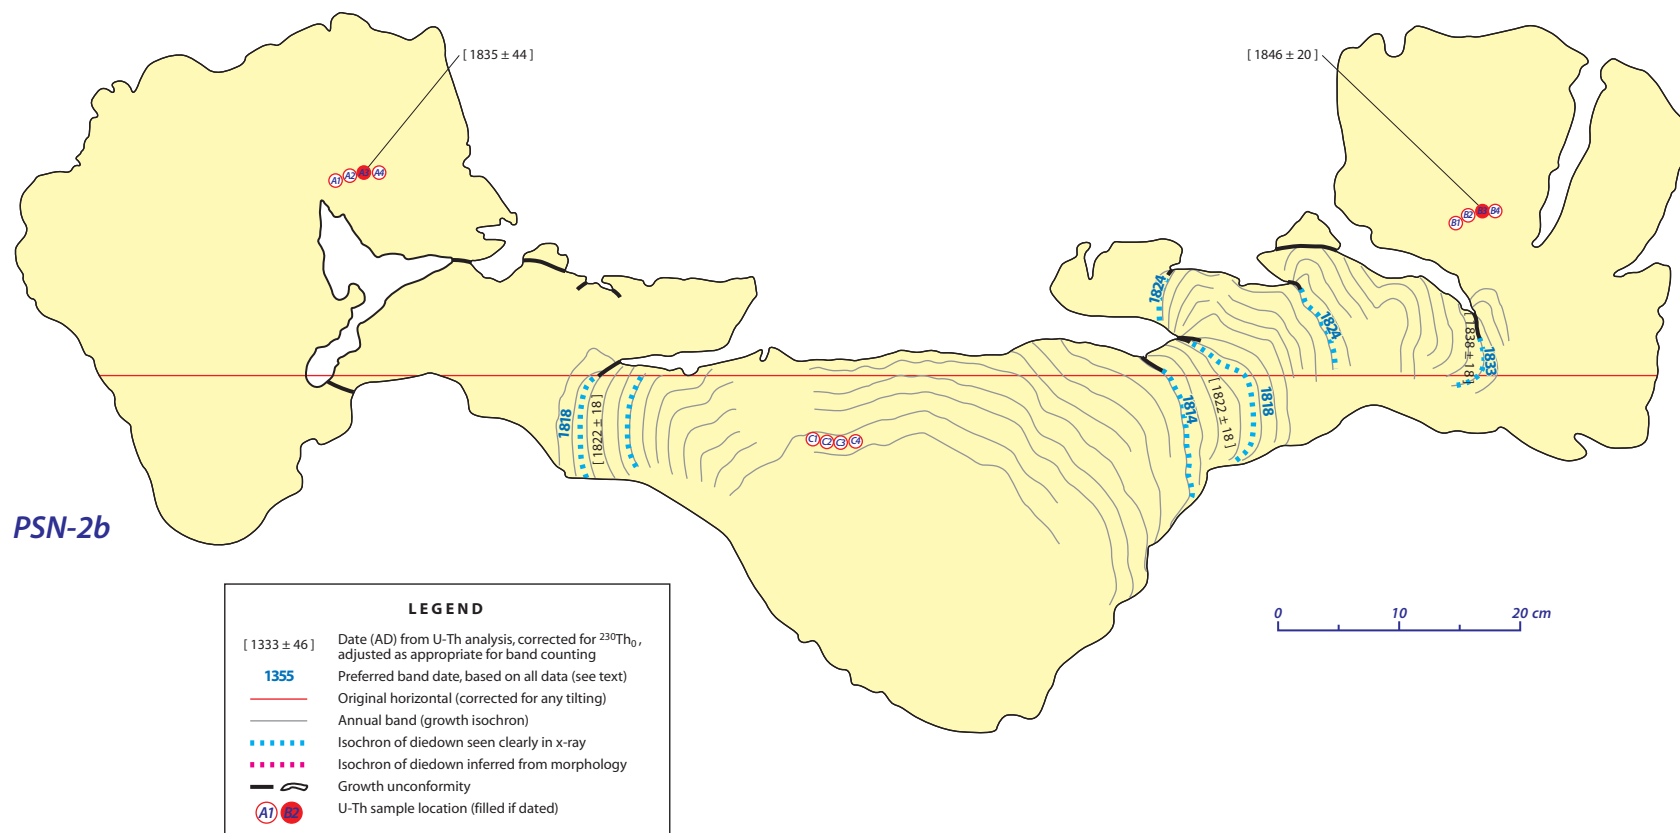 [ 1835 ± 44 ]
[ 1846 ± 20 ]
A1 A2 A3 A4
B1 B2 B3 B4
1824
1824
[ 1838 ± 18 ]
1833
1818
[ 1822 ± 18 ]
C1 C2 C3 C4
1814
[ 1822 ± 18 ]
1818
PSN-2b
0 10 20 cm
LEGEND
[ 1333 ± 46 ] Date (AD) from U-Th analysis, corrected for ²³⁰Th₀,
adjusted as appropriate for band counting
1355 Preferred band date, based on all data (see text)
Original horizontal (corrected for any tilting)
Annual band (growth isochron)
Isochron of diedown seen clearly in x-ray
Isochron of diedown inferred from morphology
Growth unconformity
A1 B2 U-Th sample location (filled if dated)